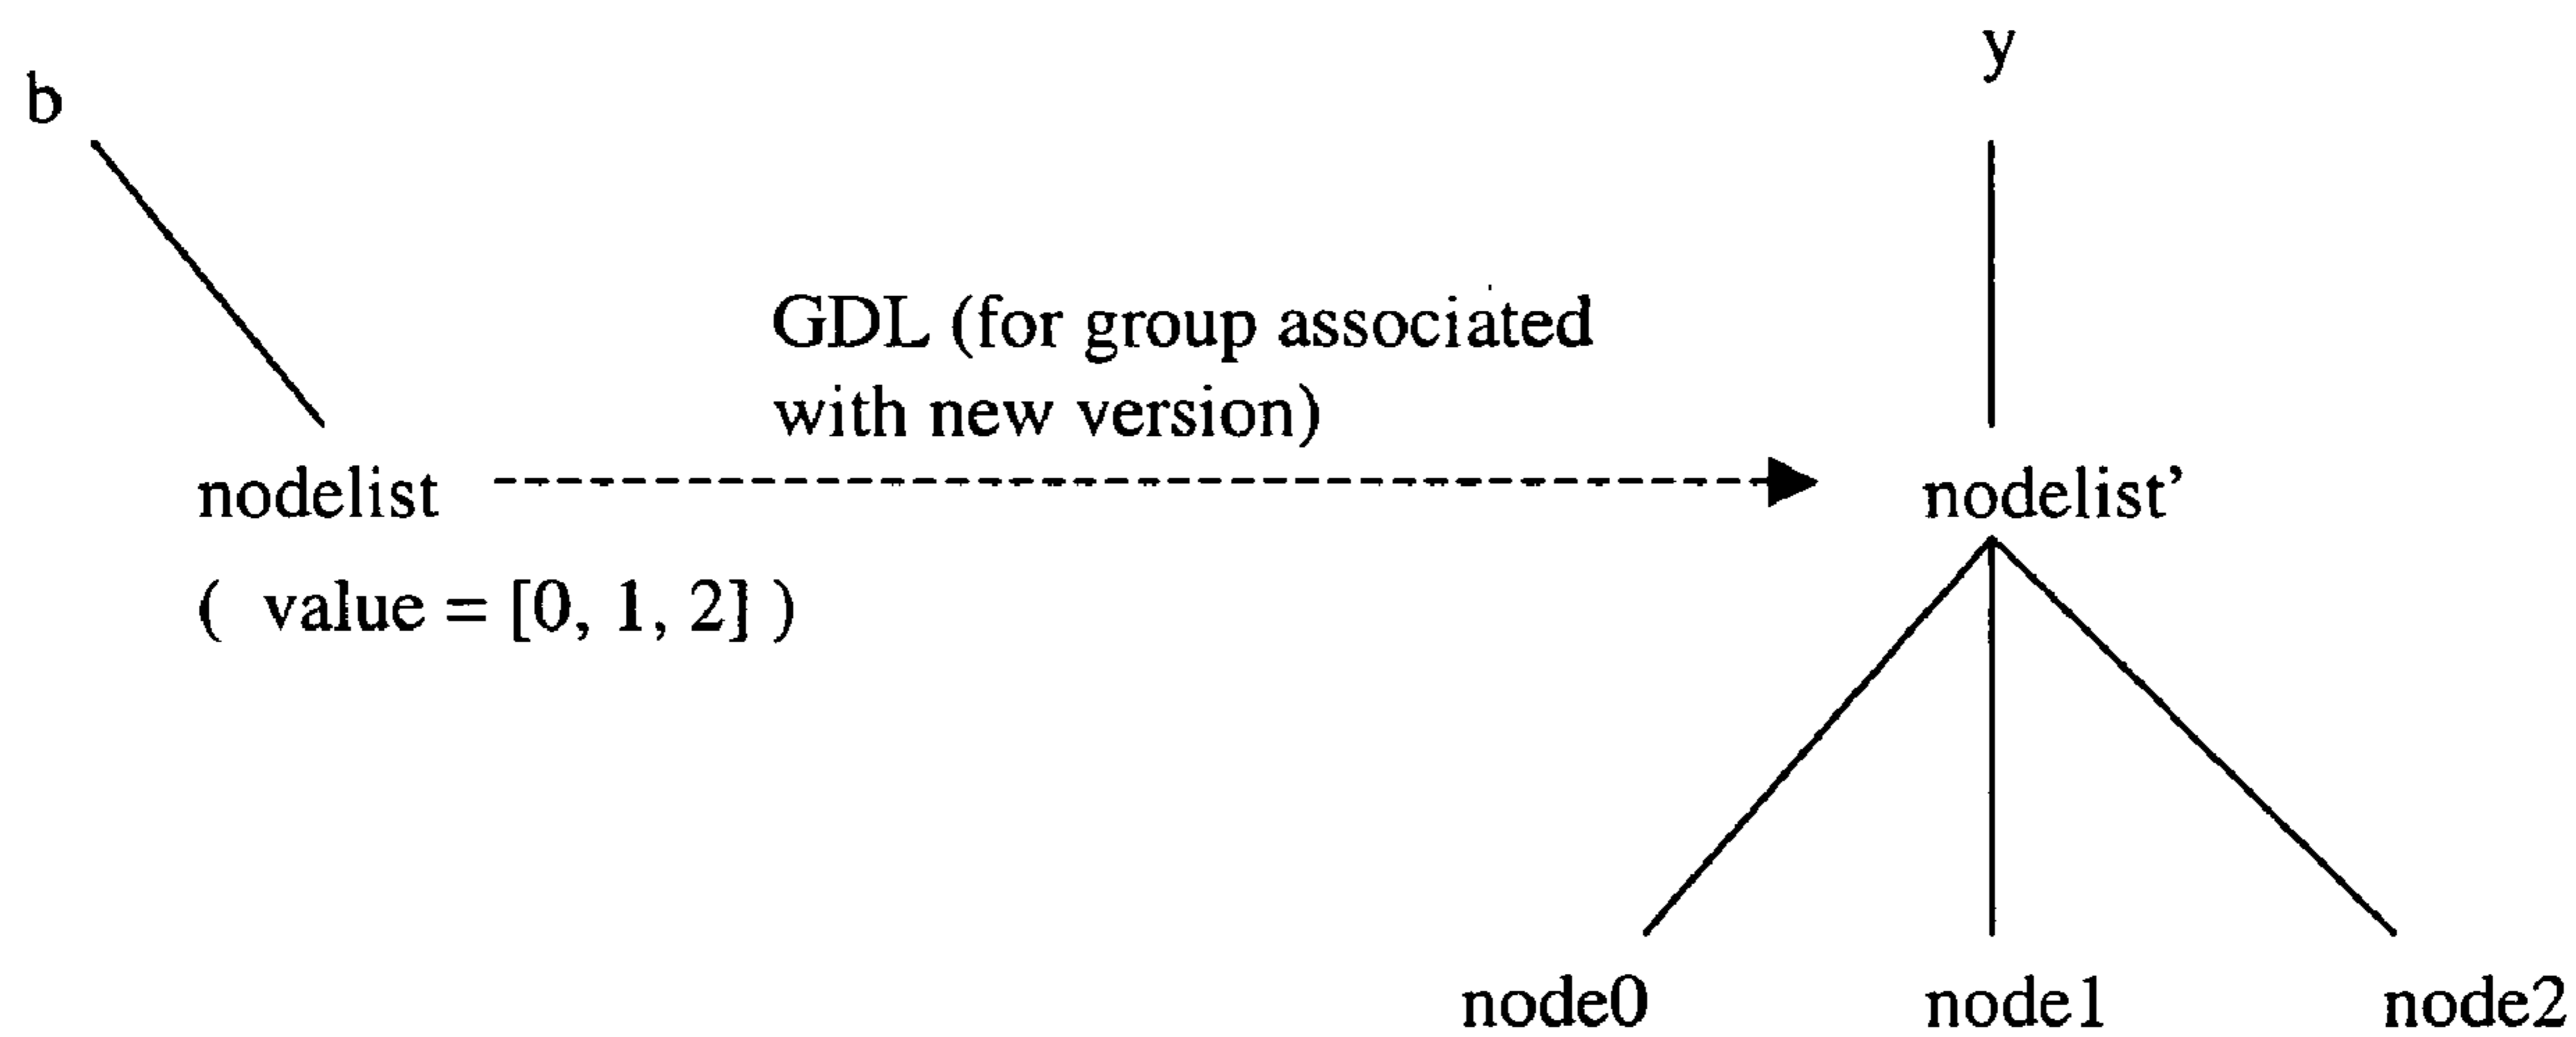 b
y
GDL (for group associated
with new version)
nodelist
nodelist’
( value = [0, 1, 2] )
node0
node1
node2